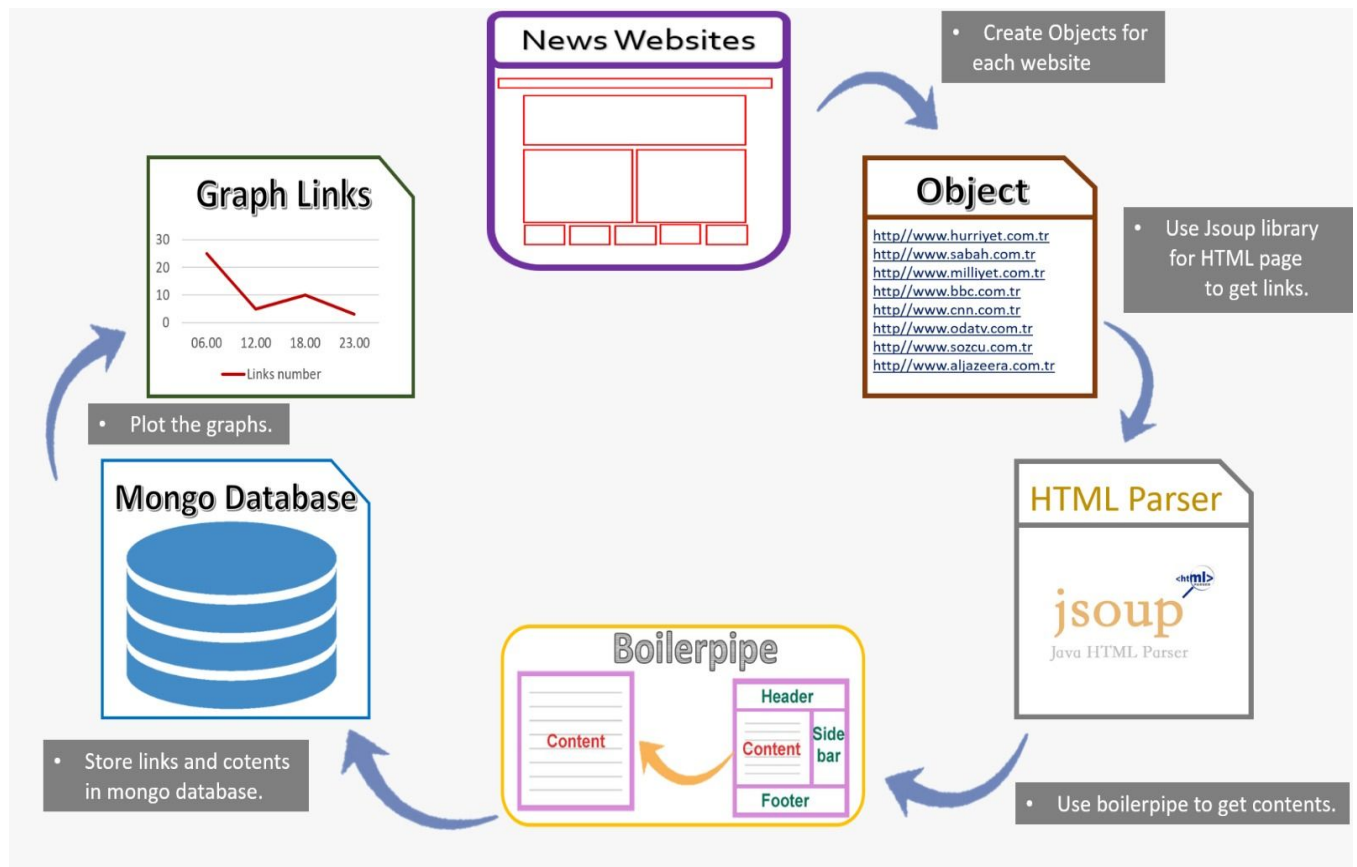 News Websites
• Create Objects for
each website
Object
http//www.hurriyet.com.tr
http//www.sabah.com.tr
http//www.milliyet.com.tr
http//www.bbc.com.tr
http//www.cnn.com.tr
http//www.odatv.com.tr
http//www.sozcu.com.tr
http//www.aljazeera.com.tr
• Use Jsoup library
for HTML page
to get links.
HTML Parser
<html>
PARSER
jsoup
Java HTML Parser
• Use boilerpipe to get contents.
Boilerpipe
Header
Content
Side
bar
Footer
Content
• Store links and cotents
in mongo database.
Mongo Database
• Plot the graphs.
Graph Links
30
20
10
0
06.00 12.00 18.00 23.00
Links number